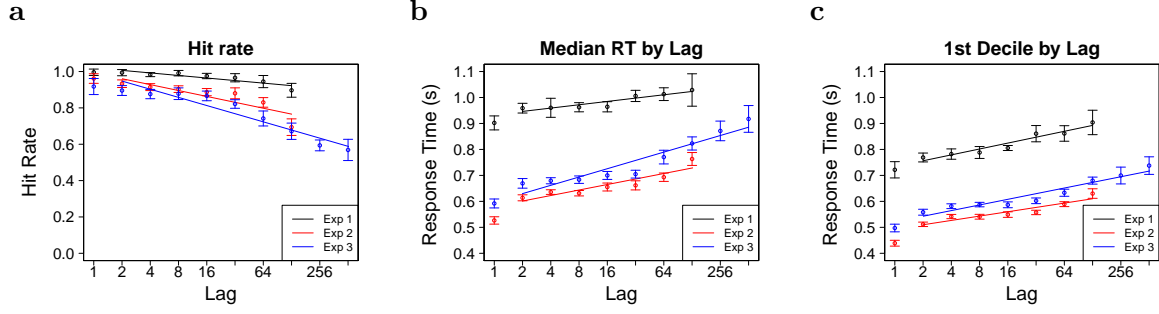 a
Hit rate
Hit Rate
1.0
0.8
0.6
0.4
0.2
0.0
1 2 4 8 16 64 256
Lag
Exp 1
Exp 2
Exp 3
b
Median RT by Lag
Response Time (s)
1.1
1.0
0.9
0.8
0.7
0.6
0.5
0.4
1 2 4 8 16 64 256
Lag
Exp 1
Exp 2
Exp 3
c
1st Decile by Lag
Response Time (s)
1.1
1.0
0.9
0.8
0.7
0.6
0.5
0.4
1 2 4 8 16 64 256
Lag
Exp 1
Exp 2
Exp 3